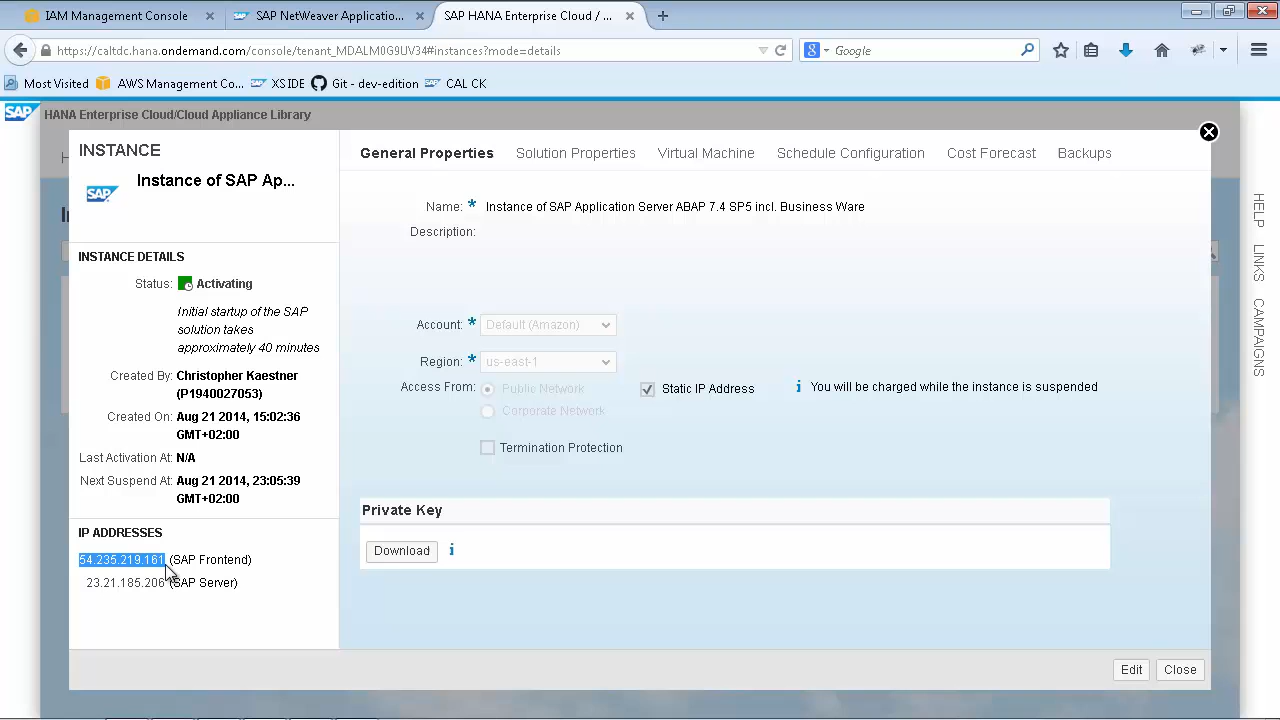 IAM Management Console
SAP NetWeaver Applicatio...
SAP HANA Enterprise Cloud / ...
https://caltdc.hana.ondemand.com/console/tenant_MDALM0G9UV34#instances?mode=details
Google
Most Visited
AWS Management Co...
XS IDE
Git - dev-edition
CAL CK
SAP
HANA Enterprise Cloud/Cloud Appliance Library
INSTANCE
SAP
Instance of SAP Ap...
INSTANCE DETAILS
Status: Activating
Initial startup of the SAP
solution takes
approximately 40 minutes
Created By: Christopher Kaestner
(P1940027053)
Created On: Aug 21 2014, 15:02:36
GMT+02:00
Last Activation At: N/A
Next Suspend At: Aug 21 2014, 23:05:39
GMT+02:00
IP ADDRESSES
54.235.219.161 (SAP Frontend)
23.21.185.206 (SAP Server)
General Properties
Solution Properties
Virtual Machine
Schedule Configuration
Cost Forecast
Backups
Name: * Instance of SAP Application Server ABAP 7.4 SP5 incl. Business Ware
Description:
Account: * Default (Amazon)
Region: * us-east-1
Access From: Public Network
Static IP Address
You will be charged while the instance is suspended
Corporate Network
Termination Protection
Private Key
Download
Edit
Close
HELP
LINKS
CAMPAIGNS